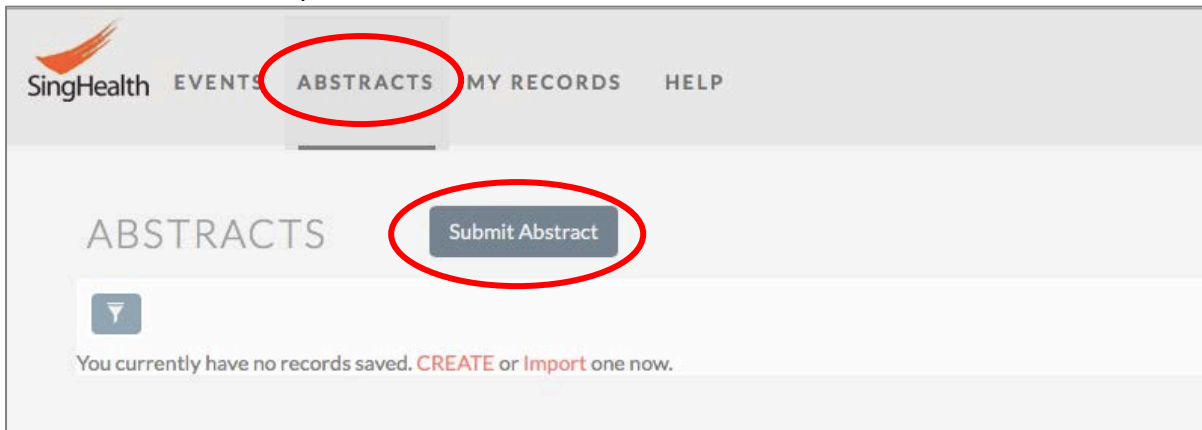 SingHealth EVENTS ABSTRACTS MY RECORDS HELP
ABSTRACTS Submit Abstract
You currently have no records saved. CREATE or Import one now.